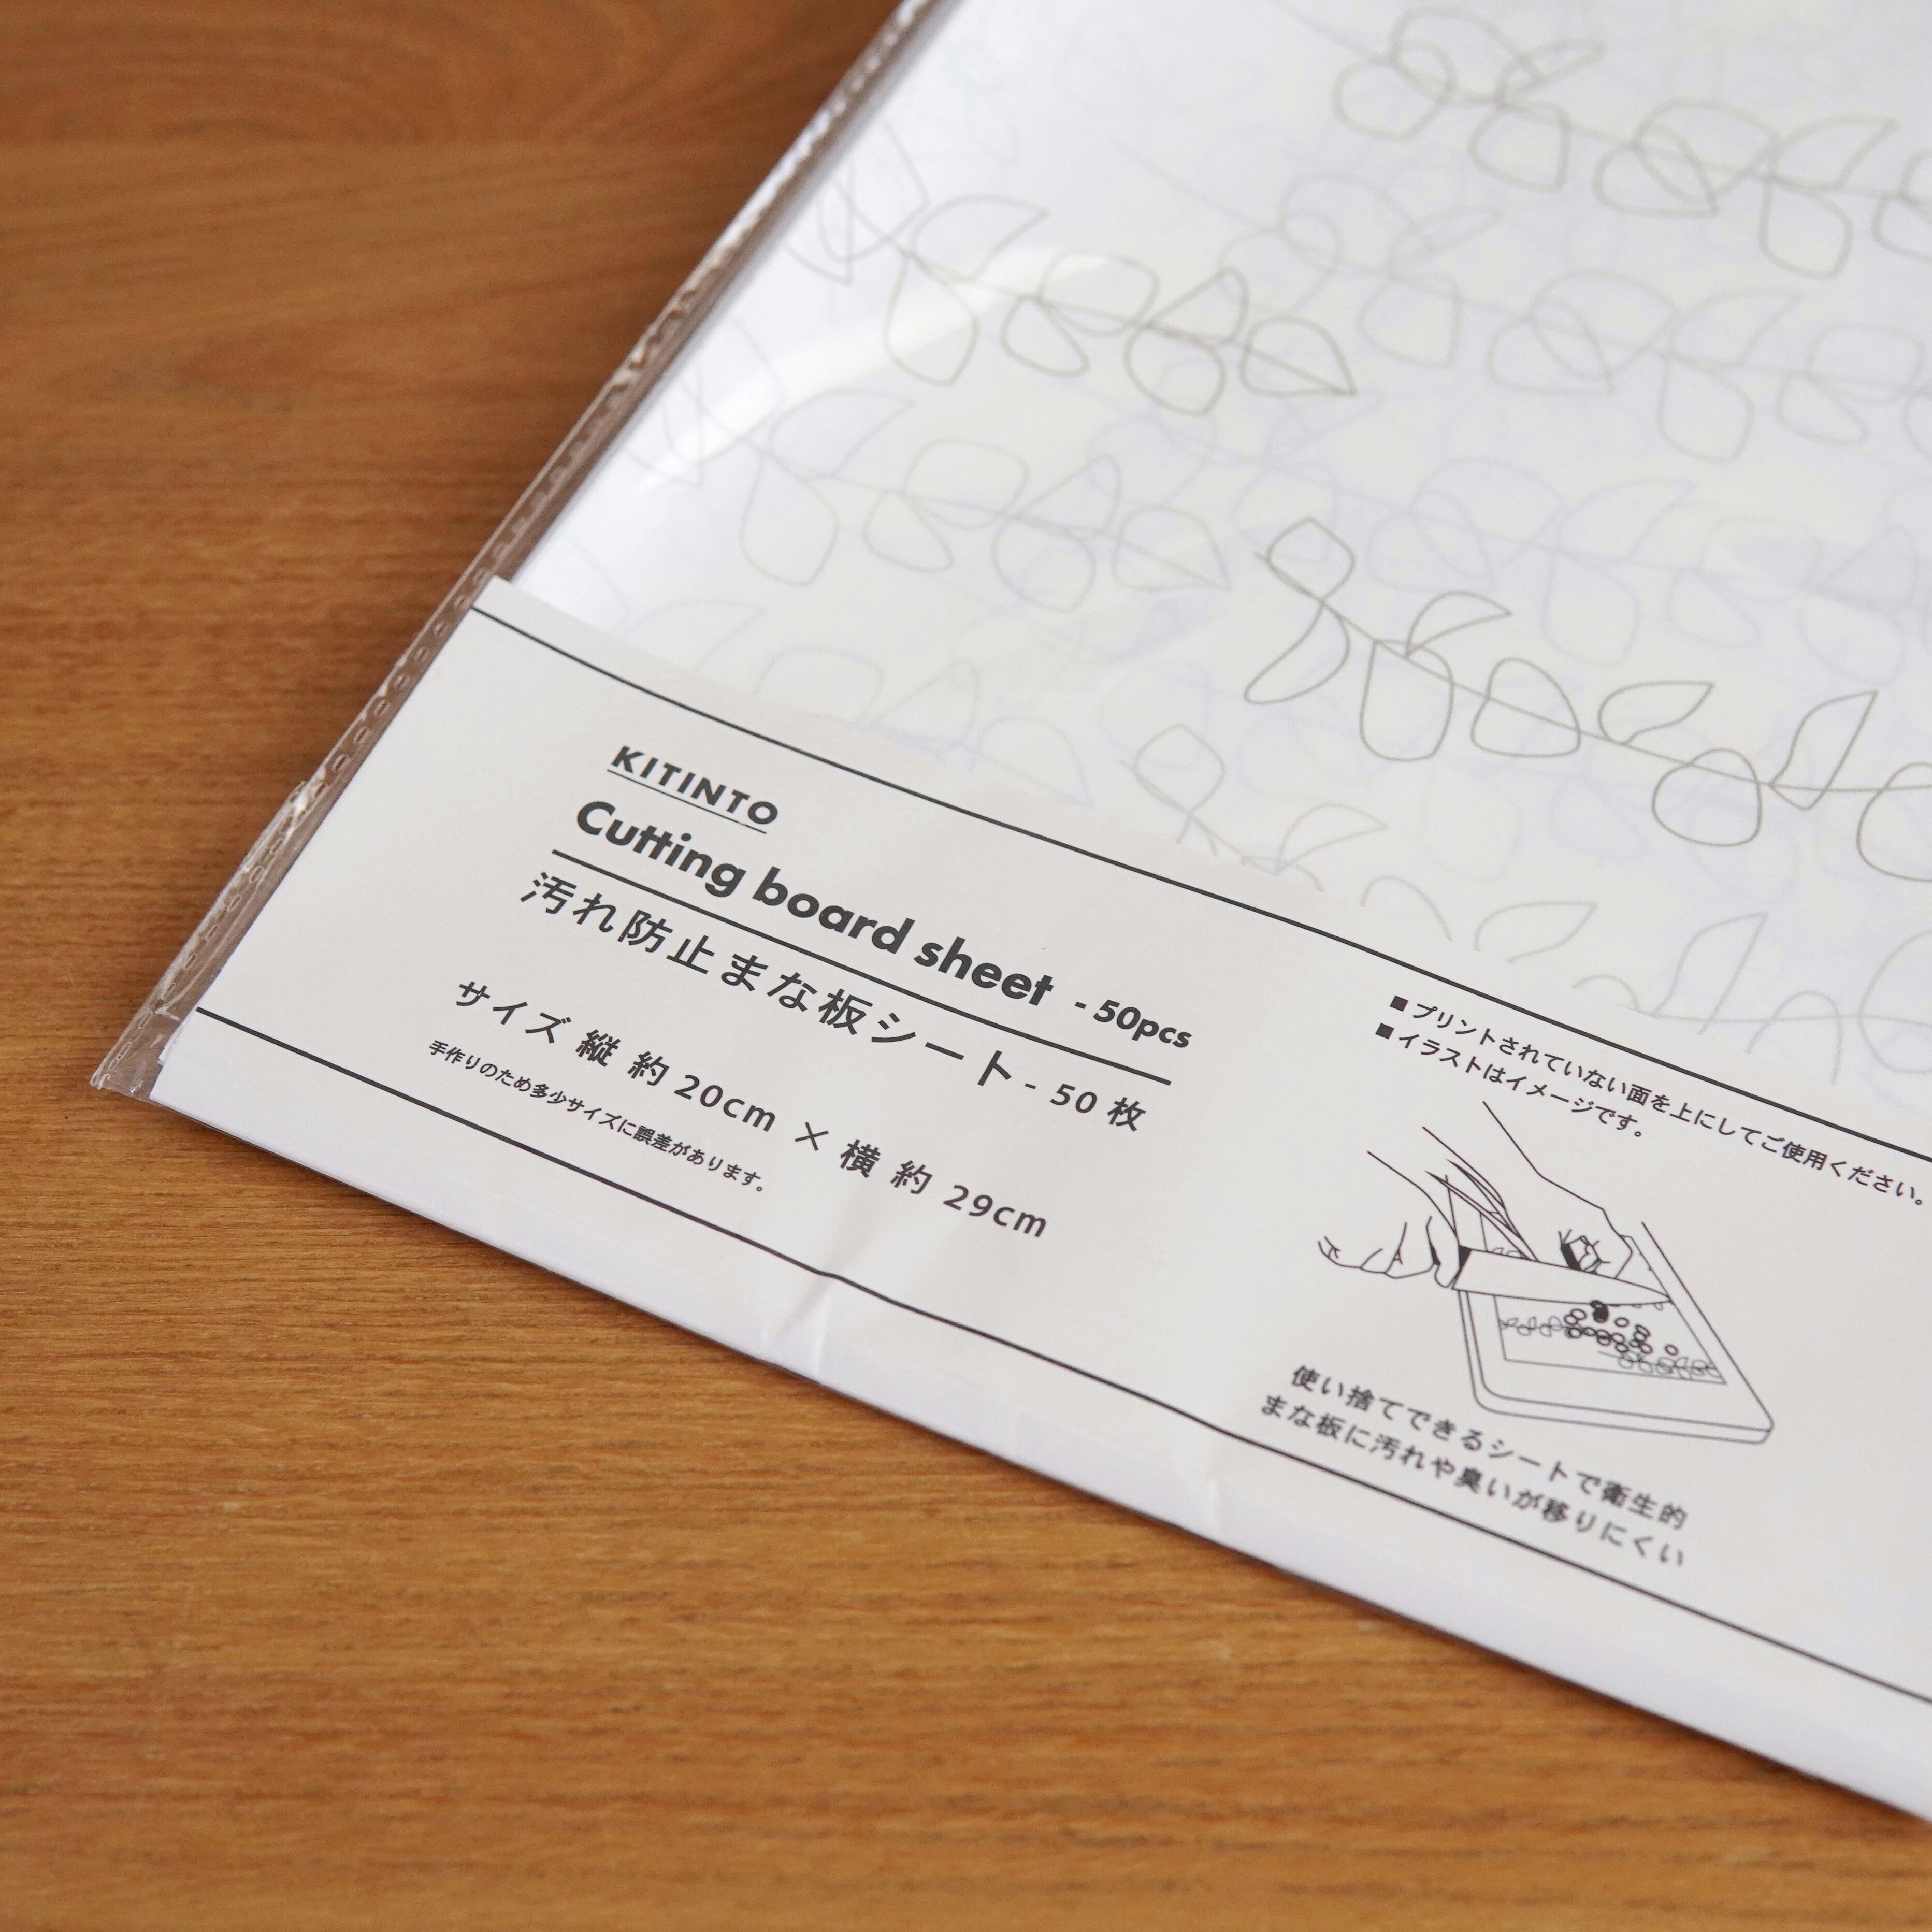 KITINTO
Cutting board sheet - 50pcs
汚れ防止まな板シート - 50 枚
サイズ 縦 約 20cm × 横 約 29cm
手作りのため多少サイズに誤差があります。
■プリントされていない面を上にしてご使用ください。
■イラストはイメージです。
使い捨てできるシートで衛生的
まな板に汚れや臭いが移りにくい